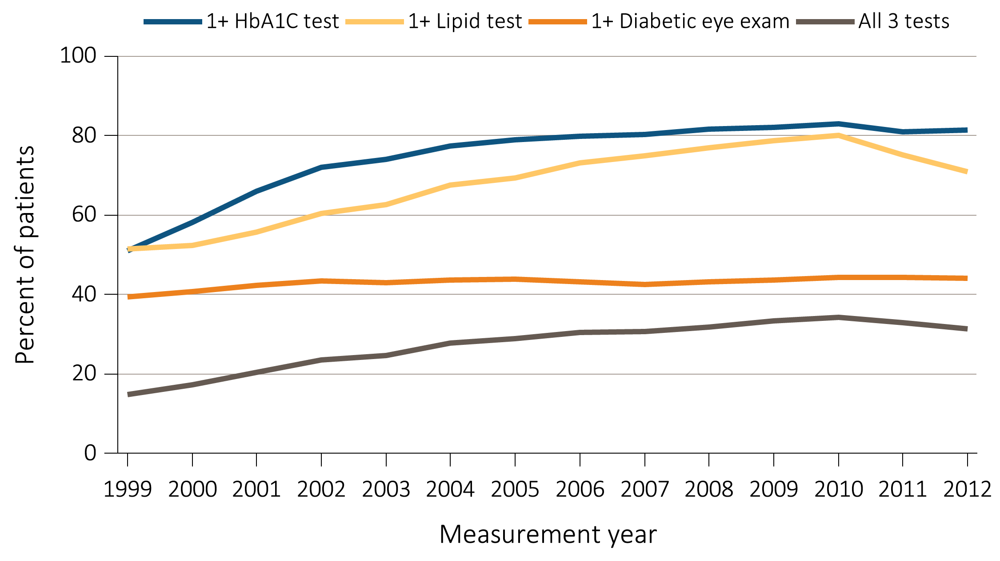 1+ HbA1C test 1+ Lipid test 1+ Diabetic eye exam All 3 tests
100
80
60
40
20
0
Percent of patients
1999 2000 2001 2002 2003 2004 2005 2006 2007 2008 2009 2010 2011 2012
Measurement year